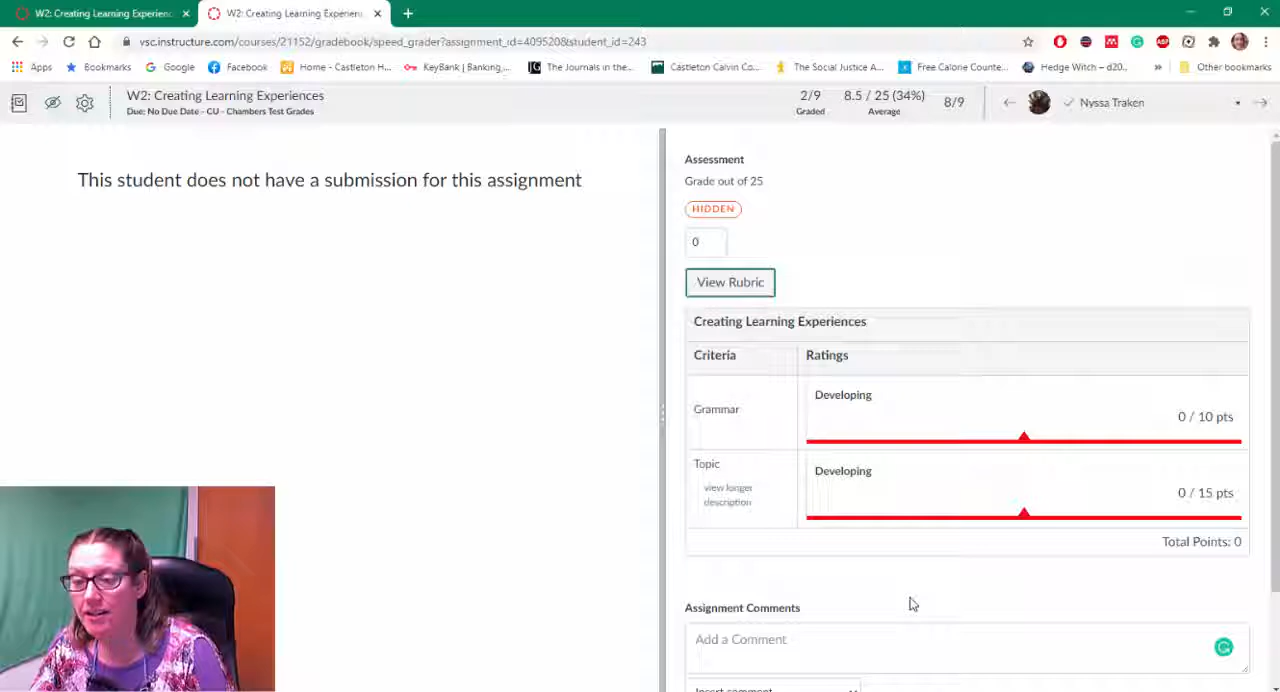 W2: Creating Learning Experienc
W2: Creating Learning Experienc
vsc.instructure.com/courses/21152/gradebook/speed_grader?assignment_id=409520&student_id=243
Apps
Bookmarks
Google
Facebook
Home - Castleton H...
KeyBank | Banking,...
The Journals in the...
Castleton Calvin Co...
The Social Justice A...
Free Calorie Counte...
Hedge Witch – d20...
»
Other bookmarks
W2: Creating Learning Experiences
Due: No Due Date - CU - Chambers Test Grades
2/9
Graded
8.5 / 25 (34%)
Average
8/9
Nyssa Traken
This student does not have a submission for this assignment
Assessment
Grade out of 25
HIDDEN
0
View Rubric
Creating Learning Experiences
Criteria
Ratings
Grammar
Developing
0 / 10 pts
Topic
view longer
description
Developing
0 / 15 pts
Total Points: 0
Assignment Comments
Add a Comment
Insert comment